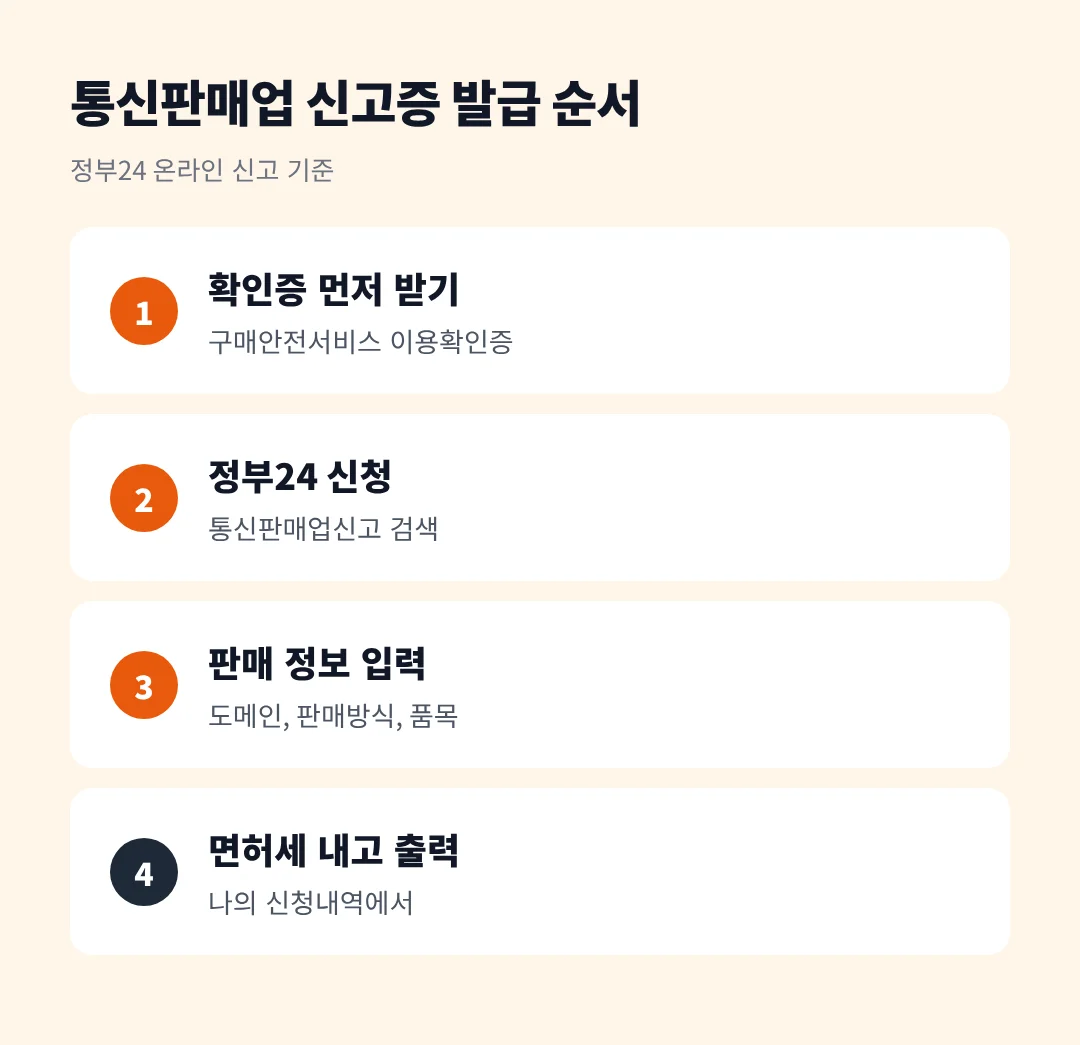 통신판매업 신고증 발급 순서
정부24 온라인 신고 기준
1
확인증 먼저 받기
구매안전서비스 이용확인증
2
정부24 신청
통신판매업신고 검색
3
판매 정보 입력
도메인, 판매방식, 품목
4
면허세 내고 출력
나의 신청내역에서